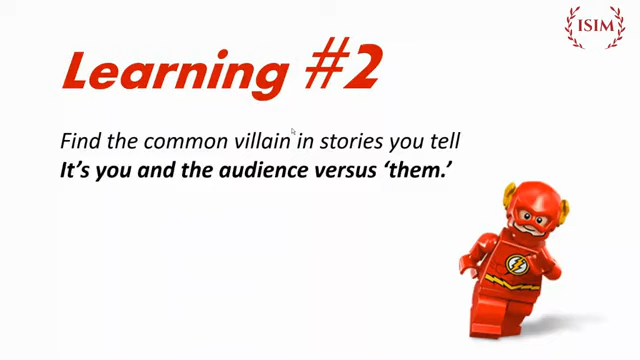 ISIM
Learning #2
Find the common villain in stories you tell
It's you and the audience versus 'them.'